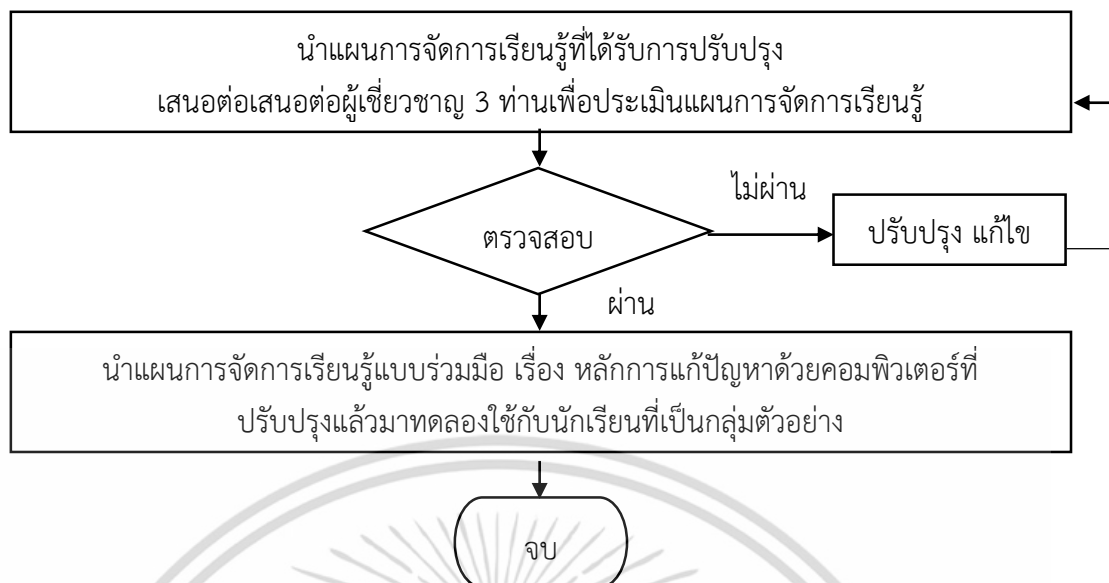 นำแผนการจัดการเรียนรู้ที่ได้รับการปรับปรุง
เสนอต่อเสนอต่อผู้เชี่ยวชาญ 3 ท่านเพื่อประเมินแผนการจัดการเรียนรู้
ไม่ผ่าน
ตรวจสอบ
ปรับปรุง แก้ไข
ผ่าน
นำแผนการจัดการเรียนรู้แบบร่วมมือ เรื่อง หลักการแก้ปัญหาด้วยคอมพิวเตอร์ที่
ปรับปรุงแล้วมาทดลองใช้กับนักเรียนที่เป็นกลุ่มตัวอย่าง
จบ